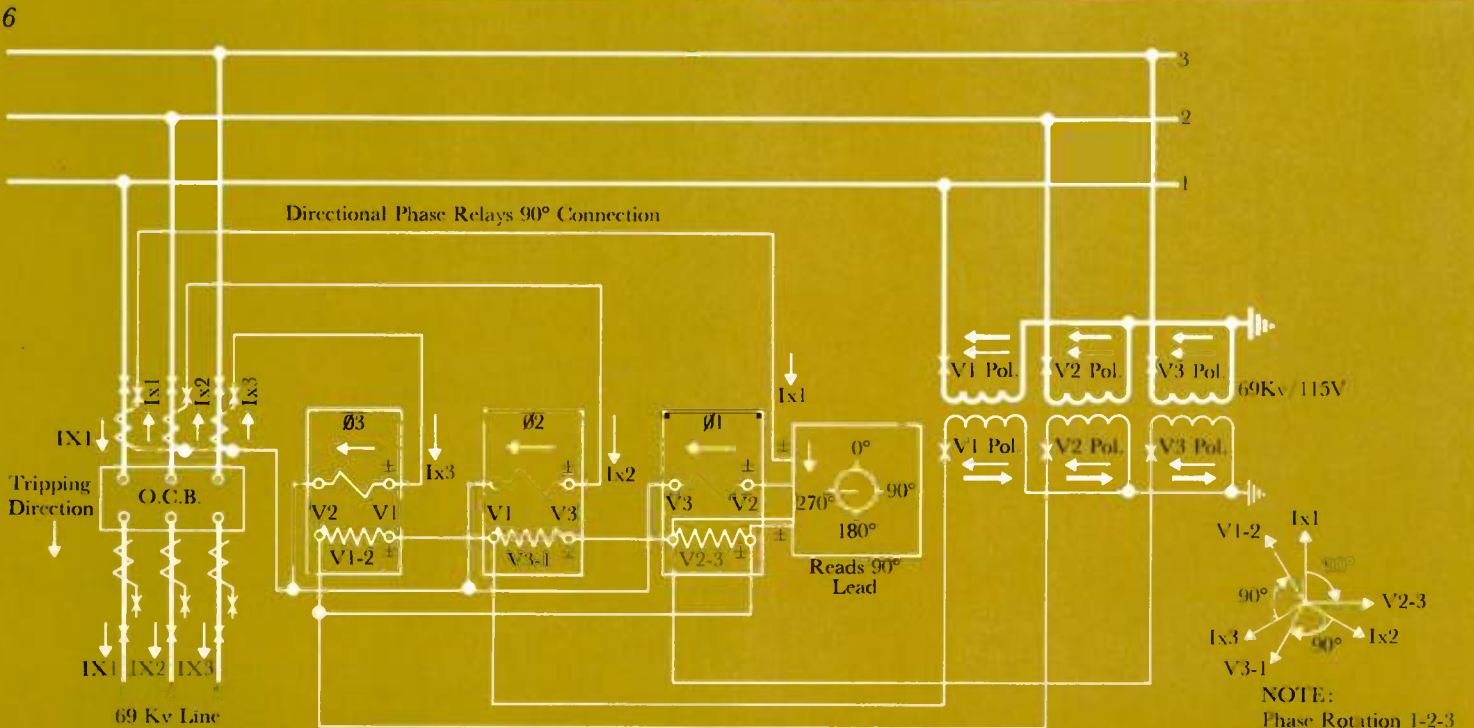 6
3
2
1
Directional Phase Relays 90° Connection
Ix1
Ix2
Ix3
IX1
Tripping
Direction
O.C.B.
Ø3
Ix3
±
V2 V1
V1-2
±
Ø2
Ix2
±
V1 V3
V3-1
±
Ø1
±
V3 V2
V2-3
±
Ix1
±
0°
270°
90°
180°
±
Reads 90°
Lead
V1 Pol.
V2 Pol.
V3 Pol.
69Kv/115V
V1 Pol.
V2 Pol.
V3 Pol.
IX1 IX2 IX3
69 Kv Line
V1-2
Ix1
90°
90°
V2-3
Ix3
Ix2
90°
V3-1
NOTE:
Phase Rotation 1-2-3